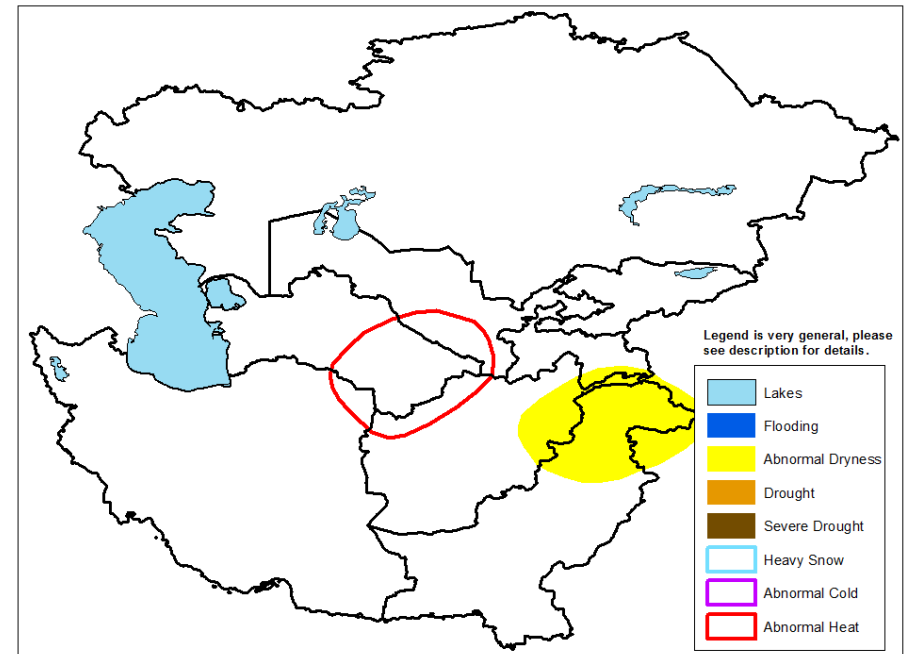 Legend is very general, please
see description for details.
Lakes
Flooding
Abnormal Dryness
Drought
Severe Drought
Heavy Snow
Abnormal Cold
Abnormal Heat